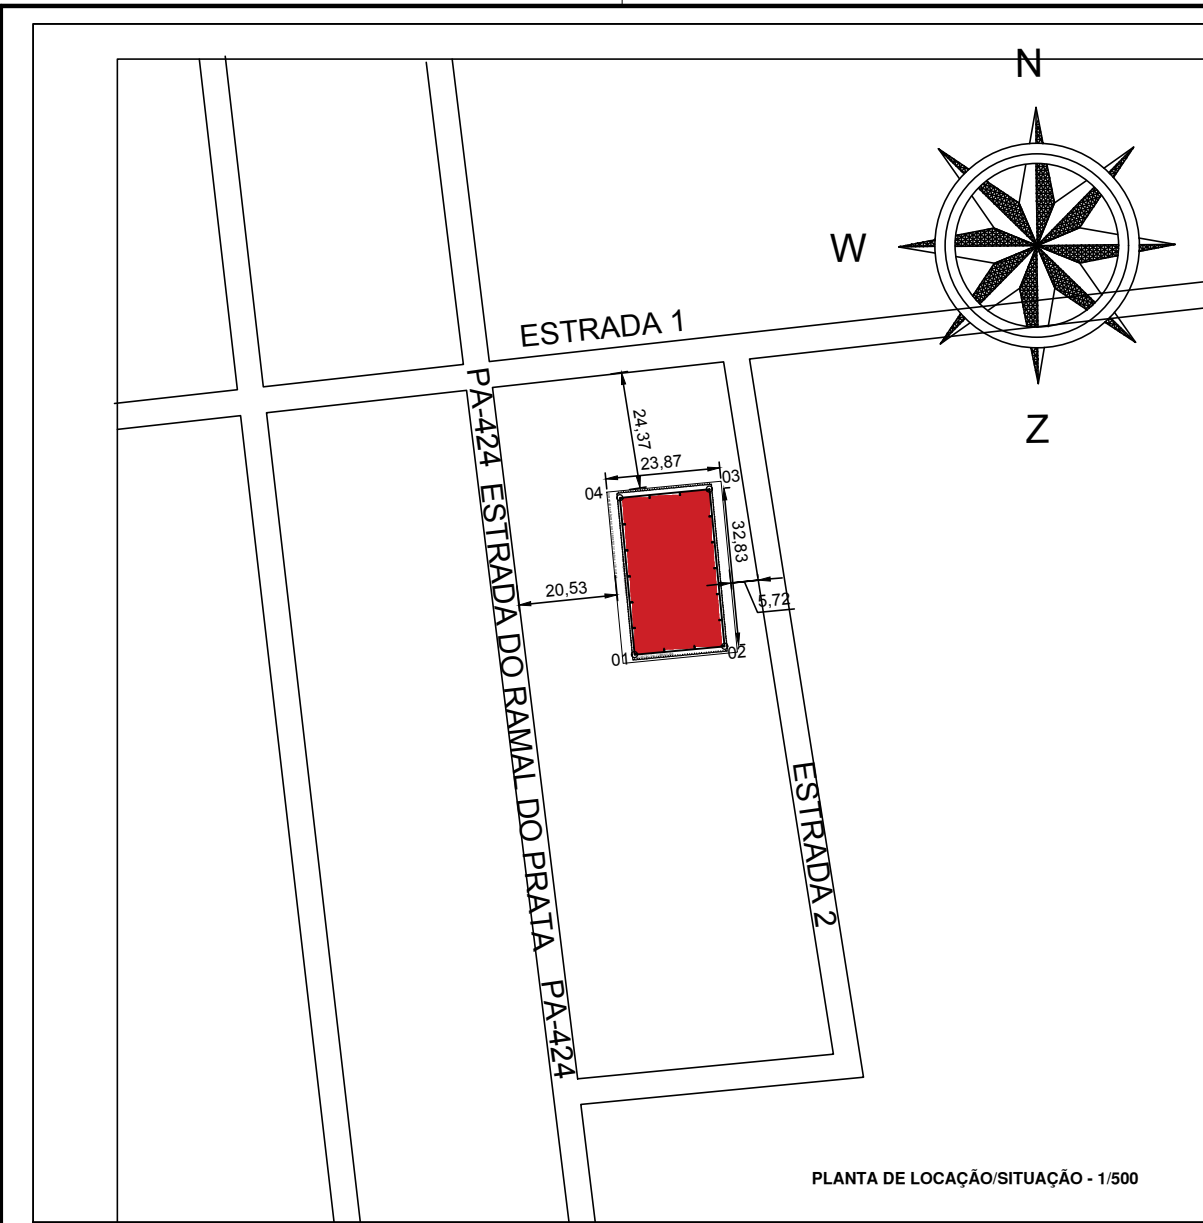 N
W
Z
ESTRADA 1
24,37
23,87
04
03
32,83
20,53
5,72
01
02
PA-424 ESTRADA DO RAMAL DO PRATA PA-424
ESTRADA 2
PLANTA DE LOCAÇÃO/SITUAÇÃO - 1/500